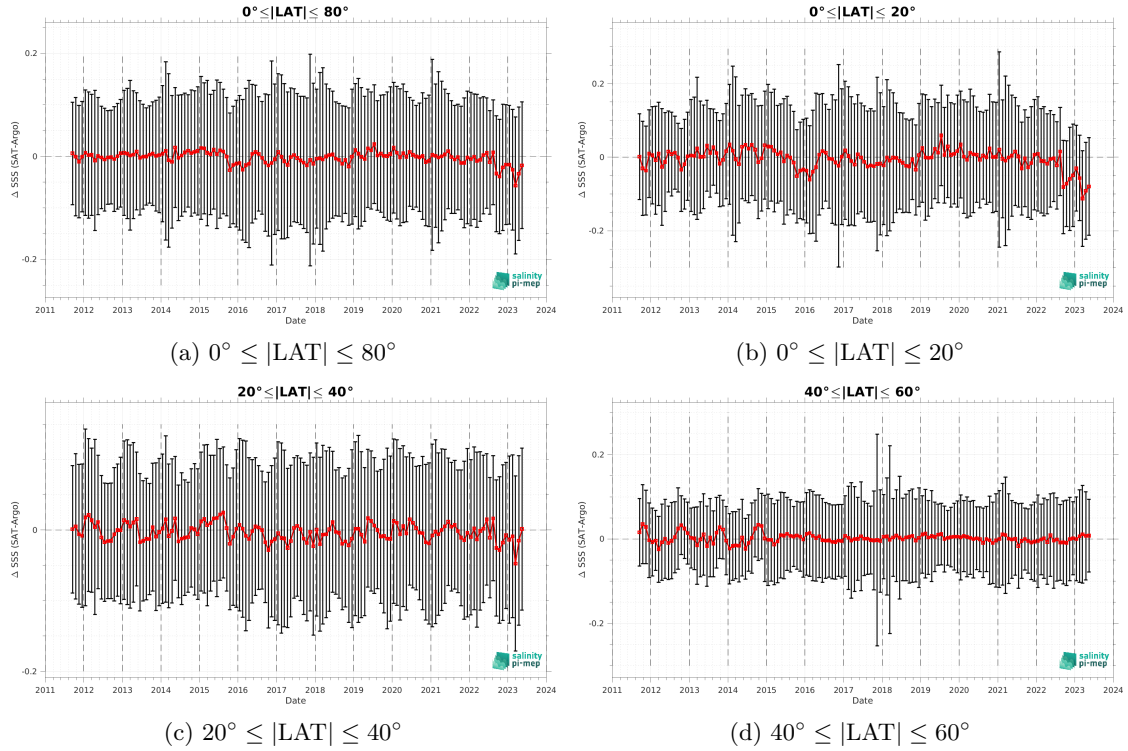 0°≤|LAT|≤ 80°
0.2
0
-0.2
Δ SSS (SAT-Argo)
2011 2012 2013 2014 2015 2016 2017 2018 2019 2020 2021 2022 2023 2024
Date
salinity
pi-mep
(a) 0° ≤ |LAT| ≤ 80°
0°≤|LAT|≤ 20°
0.2
0
-0.2
Δ SSS (SAT-Argo)
2011 2012 2013 2014 2015 2016 2017 2018 2019 2020 2021 2022 2023 2024
Date
salinity
pi-mep
(b) 0° ≤ |LAT| ≤ 20°
20°≤|LAT|≤ 40°
0
-0.2
Δ SSS (SAT-Argo)
2011 2012 2013 2014 2015 2016 2017 2018 2019 2020 2021 2022 2023 2024
Date
salinity
pi-mep
(c) 20° ≤ |LAT| ≤ 40°
40°≤|LAT|≤ 60°
0.2
0
-0.2
Δ SSS (SAT-Argo)
2011 2012 2013 2014 2015 2016 2017 2018 2019 2020 2021 2022 2023 2024
Date
salinity
pi-mep
(d) 40° ≤ |LAT| ≤ 60°